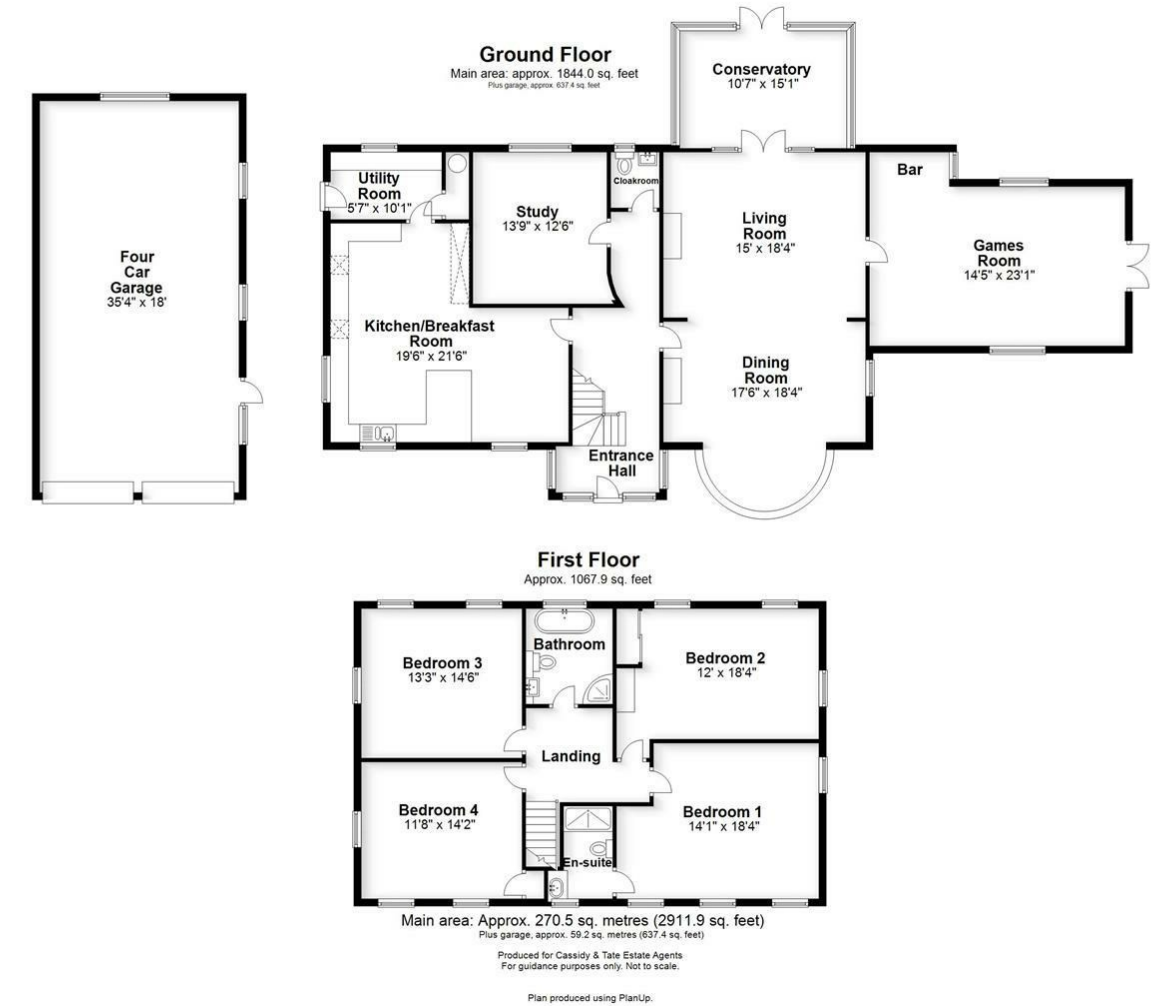 Ground Floor
Main area: approx. 1844.0 sq. feet
Plus garage, approx. 637.4 sq. feet
Conservatory
10'7" x 15'1"
Four
Car
Garage
35'4" x 18'
Utility
Room
5'7" x 10'1"
Study
13'9" x 12'6"
Cloakroom
Living
Room
15' x 18'4"
Bar
Games
Room
14'5" x 23'1"
Kitchen/Breakfast
Room
19'6" x 21'6"
Dining
Room
17'6" x 18'4"
Entrance
Hall
First Floor
Approx. 1067.9 sq. feet
Bedroom 3
13'3" x 14'6"
Bathroom
Bedroom 2
12' x 18'4"
Landing
Bedroom 4
11'8" x 14'2"
En-suite
Bedroom 1
14'1" x 18'4"
Main area: Approx. 270.5 sq. metres (2911.9 sq. feet)
Plus garage, approx. 59.2 sq. metres (637.4 sq. feet)
Produced for Cassidy & Tate Estate Agents
For guidance purposes only. Not to scale.
Plan produced using PlanUp.